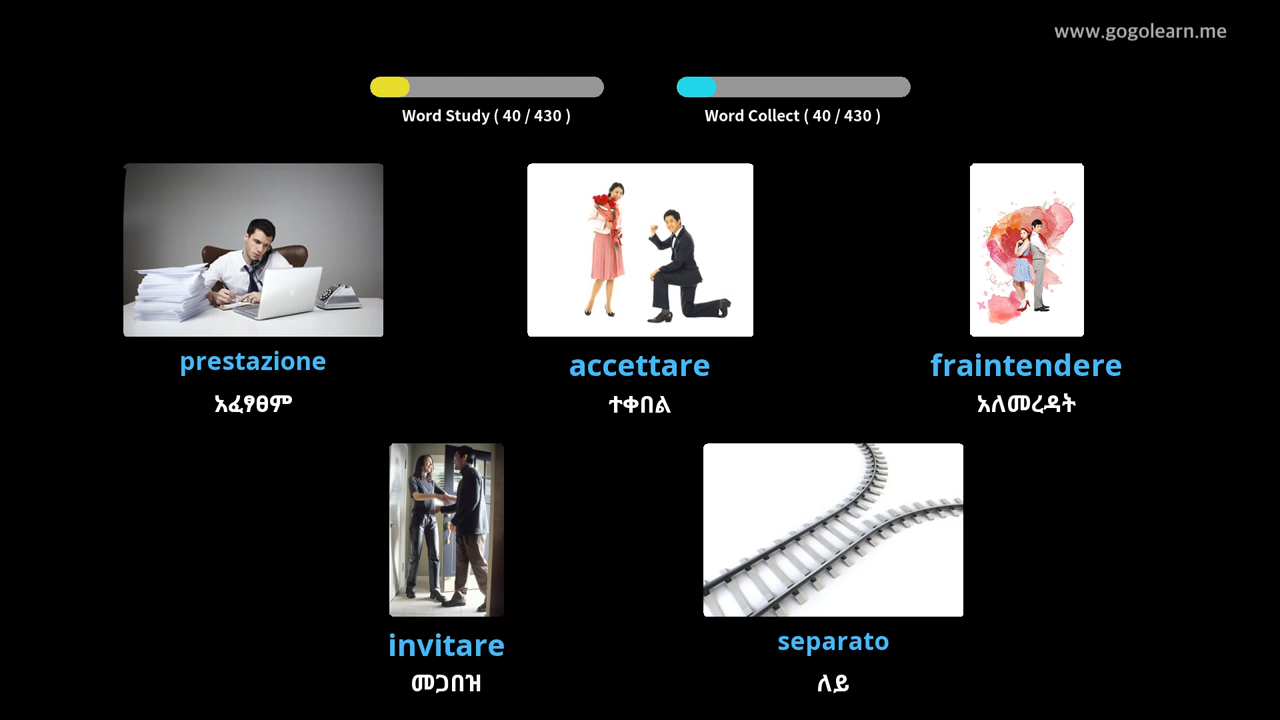 www.gogolearn.me
Word Study ( 40 / 430 )
Word Collect ( 40 / 430 )
prestazione
accettare
fraintendere
አፈፃፀም
ተቀበል
አለመረዳት
invitare
separato
መጋበዝ
ለይ